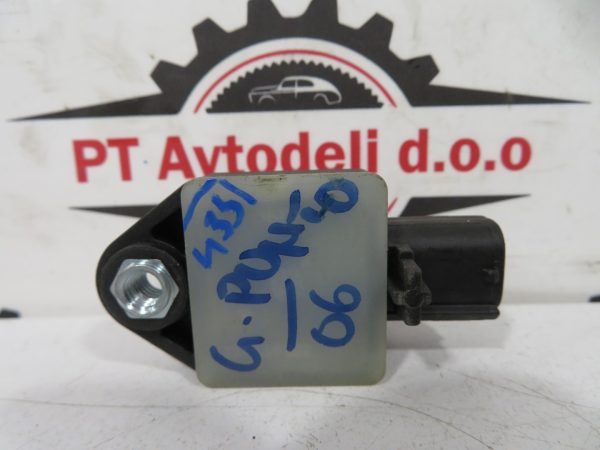 PT Avtodeli d.o.o
4331
G. PUNTO
06